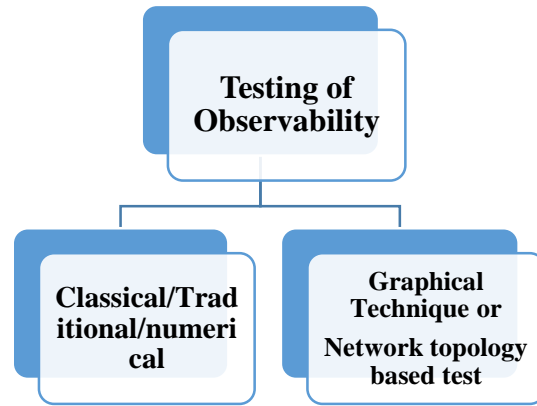 Testing of
Observability
Classical/Trad
itional/numeri
cal
Graphical
Technique or
Network topology
based test